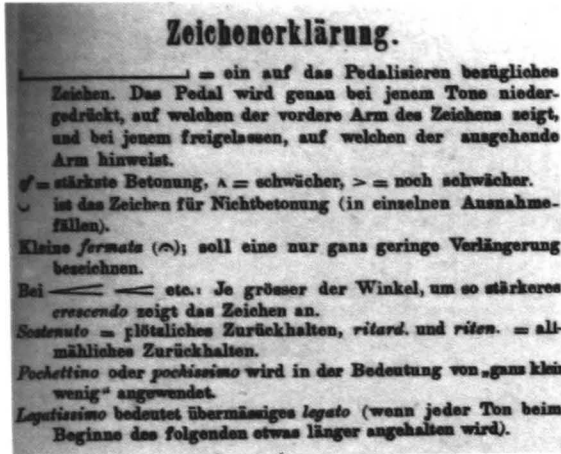 Zeichenerklärung.
= ein auf das Pedalisieren bezügliches
Zeichen. Das Pedal wird genau bei jenem Tone nieder-
gedrückt, auf welchen der vordere Arm des Zeichens zeigt,
und bei jenem freigelassen, auf welchen der ausgehende
Arm hinweist.
sf = stärkste Betonung, ʌ = schwächer, > = noch schwächer.
◡ ist das Zeichen für Nichtbetonung (in einzelnen Ausnahme-
fällen).
Kleine fermate (𝄐); soll eine nur ganz geringe Verlängerung
bezeichnen.
Bei < < etc.: Je grösser der Winkel, um so stärkeres
crescendo zeigt das Zeichen an.
Sostenuto = plötzliches Zurückhalten, ritard. und riten. = all-
mähliches Zurückhalten.
Pochettino oder pochissimo wird in der Bedeutung von „ganz klein
wenig“ angewendet.
Legatissimo bedeutet übermässiges legato (wenn jeder Ton beim
Beginne des folgenden etwas länger angehalten wird).